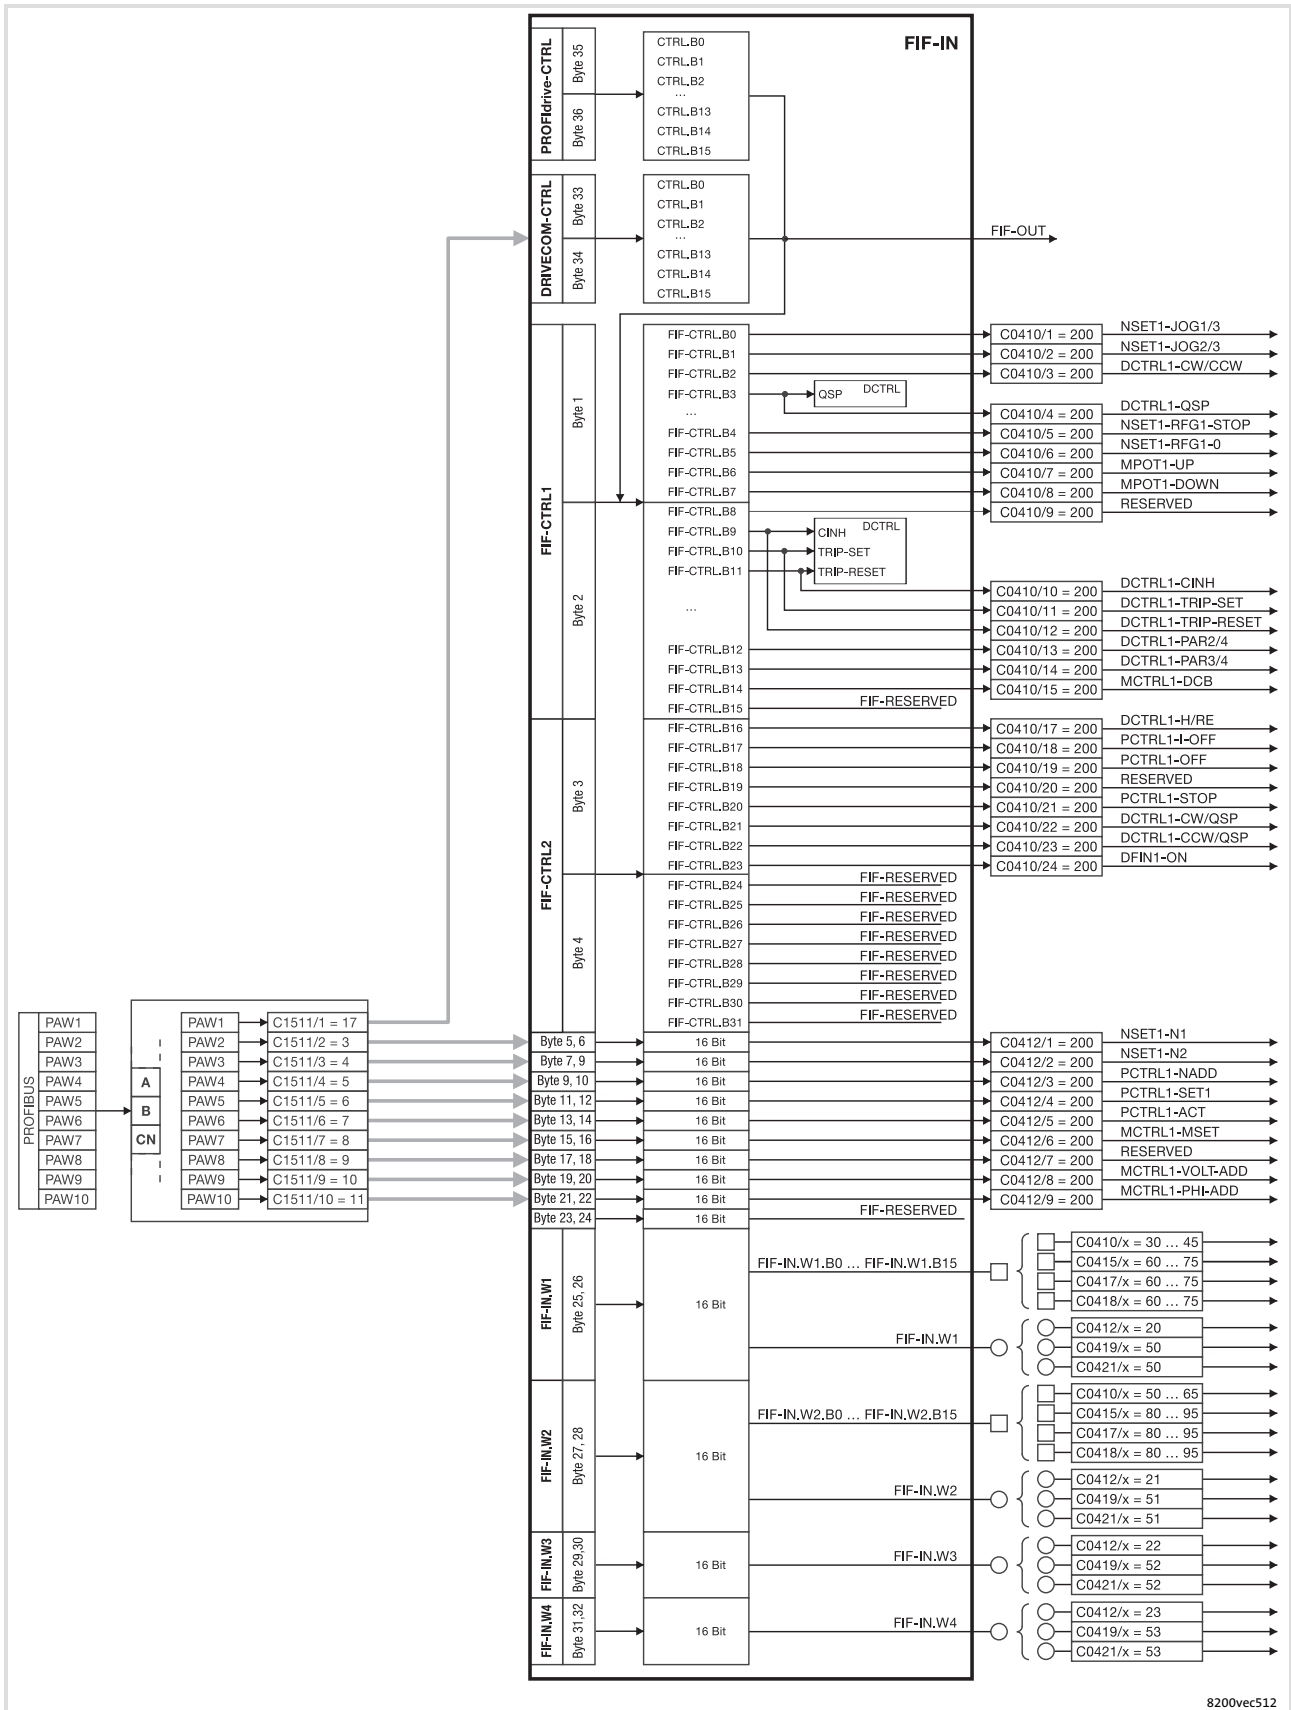 FIF-IN
PROFIdrive-CTRL
Byte 35
Byte 36
CTRL.B0
CTRL.B1
CTRL.B2
...
CTRL.B13
CTRL.B14
CTRL.B15
DRIVECOM-CTRL
Byte 33
Byte 34
CTRL.B0
CTRL.B1
CTRL.B2
...
CTRL.B13
CTRL.B14
CTRL.B15
FIF-OUT
FIF-CTRL1
Byte 1
Byte 2
FIF-CTRL.B0
C0410/1 = 200
NSET1-JOG1/3
FIF-CTRL.B1
C0410/2 = 200
NSET1-JOG2/3
FIF-CTRL.B2
C0410/3 = 200
DCTRL1-CW/CCW
FIF-CTRL.B3
QSP
DCTRL
...
C0410/4 = 200
DCTRL1-QSP
FIF-CTRL.B4
C0410/5 = 200
NSET1-RFG1-STOP
FIF-CTRL.B5
C0410/6 = 200
NSET1-RFG1-0
FIF-CTRL.B6
C0410/7 = 200
MPOT1-UP
FIF-CTRL.B7
C0410/8 = 200
MPOT1-DOWN
FIF-CTRL.B8
C0410/9 = 200
RESERVED
FIF-CTRL.B9
CINH
DCTRL
FIF-CTRL.B10
TRIP-SET
FIF-CTRL.B11
TRIP-RESET
C0410/10 = 200
DCTRL1-CINH
...
C0410/11 = 200
DCTRL1-TRIP-SET
C0410/12 = 200
DCTRL1-TRIP-RESET
FIF-CTRL.B12
C0410/13 = 200
DCTRL1-PAR2/4
FIF-CTRL.B13
C0410/14 = 200
DCTRL1-PAR3/4
FIF-CTRL.B14
C0410/15 = 200
MCTRL1-DCB
FIF-CTRL.B15
FIF-RESERVED
FIF-CTRL2
Byte 3
Byte 4
FIF-CTRL.B16
C0410/17 = 200
DCTRL1-H/RE
FIF-CTRL.B17
C0410/18 = 200
PCTRL1-I-OFF
FIF-CTRL.B18
C0410/19 = 200
PCTRL1-OFF
FIF-CTRL.B19
C0410/20 = 200
RESERVED
FIF-CTRL.B20
C0410/21 = 200
PCTRL1-STOP
FIF-CTRL.B21
C0410/22 = 200
DCTRL1-CW/QSP
FIF-CTRL.B22
C0410/23 = 200
DCTRL1-CCW/QSP
FIF-CTRL.B23
C0410/24 = 200
DFIN1-ON
FIF-CTRL.B24
FIF-RESERVED
FIF-CTRL.B25
FIF-RESERVED
FIF-CTRL.B26
FIF-RESERVED
FIF-CTRL.B27
FIF-RESERVED
FIF-CTRL.B28
FIF-RESERVED
FIF-CTRL.B29
FIF-RESERVED
FIF-CTRL.B30
FIF-RESERVED
FIF-CTRL.B31
FIF-RESERVED
PROFIBUS
PAW1
PAW2
PAW3
PAW4
PAW5
PAW6
PAW7
PAW8
PAW9
PAW10
A
B
CN
PAW1
C1511/1 = 17
PAW2
C1511/2 = 3
PAW3
C1511/3 = 4
PAW4
C1511/4 = 5
PAW5
C1511/5 = 6
PAW6
C1511/6 = 7
PAW7
C1511/7 = 8
PAW8
C1511/8 = 9
PAW9
C1511/9 = 10
PAW10
C1511/10 = 11
Byte 5, 6
16 Bit
C0412/1 = 200
NSET1-N1
Byte 7, 9
16 Bit
C0412/2 = 200
NSET1-N2
Byte 9, 10
16 Bit
C0412/3 = 200
PCTRL1-NADD
Byte 11, 12
16 Bit
C0412/4 = 200
PCTRL1-SET1
Byte 13, 14
16 Bit
C0412/5 = 200
PCTRL1-ACT
Byte 15, 16
16 Bit
C0412/6 = 200
MCTRL1-MSET
Byte 17, 18
16 Bit
C0412/7 = 200
RESERVED
Byte 19, 20
16 Bit
C0412/8 = 200
MCTRL1-VOLT-ADD
Byte 21, 22
16 Bit
C0412/9 = 200
MCTRL1-PHI-ADD
Byte 23, 24
16 Bit
FIF-RESERVED
FIF-IN.W1
Byte 25, 26
16 Bit
FIF-IN.W1.B0 ... FIF-IN.W1.B15
C0410/x = 30 ... 45
C0415/x = 60 ... 75
C0417/x = 60 ... 75
C0418/x = 60 ... 75
FIF-IN.W1
C0412/x = 20
C0419/x = 50
C0421/x = 50
FIF-IN.W2
Byte 27, 28
16 Bit
FIF-IN.W2.B0 ... FIF-IN.W2.B15
C0410/x = 50 ... 65
C0415/x = 80 ... 95
C0417/x = 80 ... 95
C0418/x = 80 ... 95
FIF-IN.W2
C0412/x = 21
C0419/x = 51
C0421/x = 51
FIF-IN.W3
Byte 29,30
16 Bit
FIF-IN.W3
C0412/x = 22
C0419/x = 52
C0421/x = 52
FIF-IN.W4
Byte 31,32
16 Bit
FIF-IN.W4
C0412/x = 23
C0419/x = 53
C0421/x = 53
8200vec512